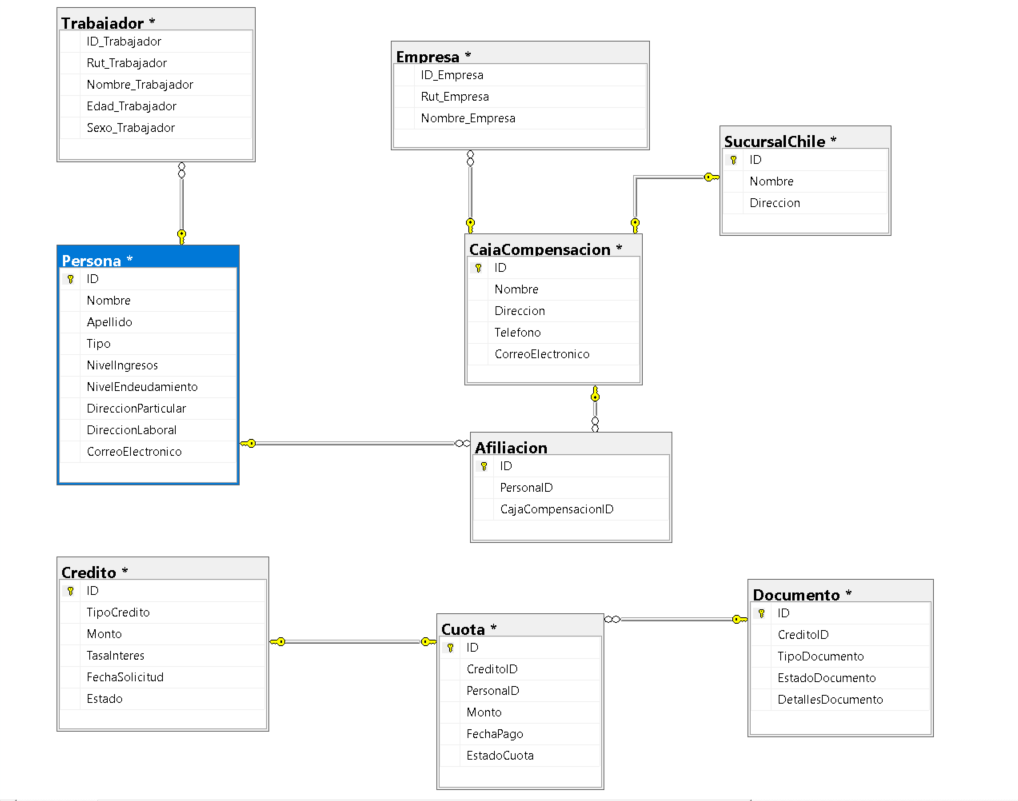 Trabajador *
ID_Trabajador
Rut_Trabajador
Nombre_Trabajador
Edad_Trabajador
Sexo_Trabajador
Empresa *
ID_Empresa
Rut_Empresa
Nombre_Empresa
SucursalChile *
ID
Nombre
Direccion
Persona *
ID
Nombre
Apellido
Tipo
NivelIngresos
NivelEndeudamiento
DireccionParticular
DireccionLaboral
CorreoElectronico
CajaCompensacion *
ID
Nombre
Direccion
Telefono
CorreoElectronico
Afiliacion
ID
PersonaID
CajaCompensacionID
Credito *
ID
TipoCredito
Monto
TasaInteres
FechaSolicitud
Estado
Cuota *
ID
CreditoID
PersonaID
Monto
FechaPago
EstadoCuota
Documento *
ID
CreditoID
TipoDocumento
EstadoDocumento
DetallesDocumento